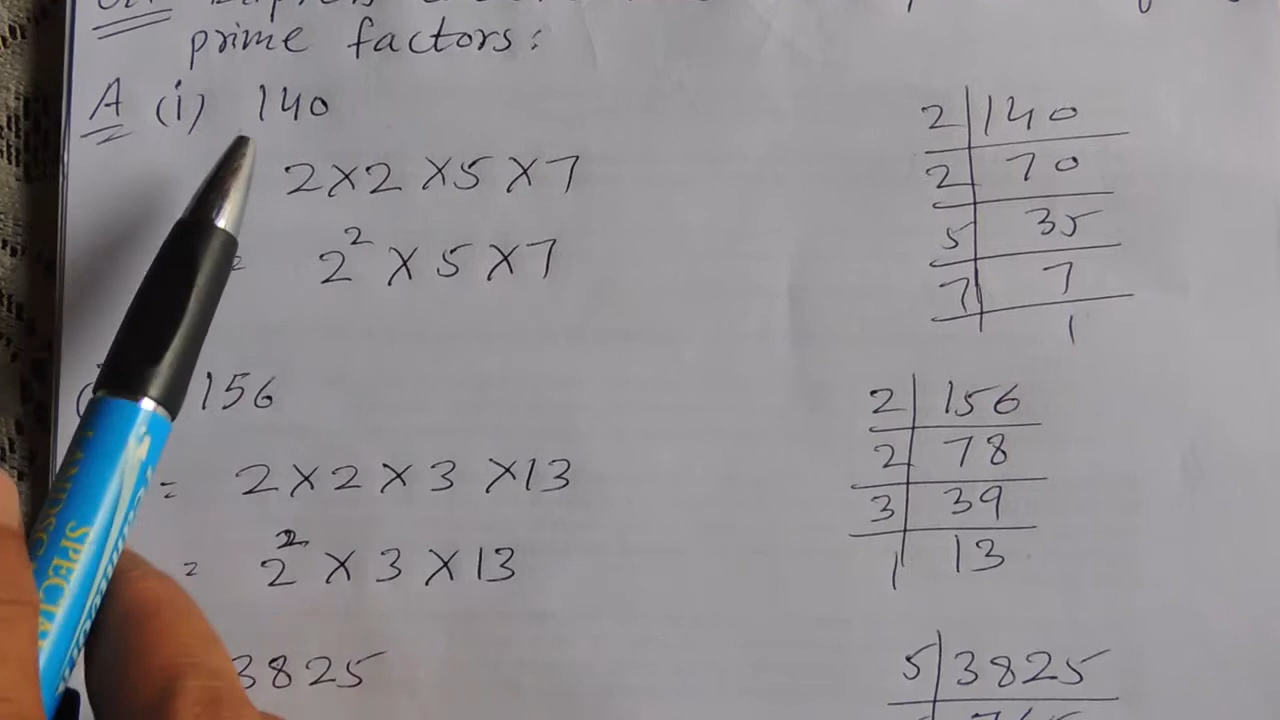 prime factors:
A (i) 140
2 × 2 × 5 × 7
= 2² × 5 × 7
156
= 2 × 2 × 3 × 13
= 2² × 3 × 13
3825
2 | 140
2 | 70
5 | 35
7 | 7
1
2 | 156
2 | 78
3 | 39
1 | 13
5 | 3825